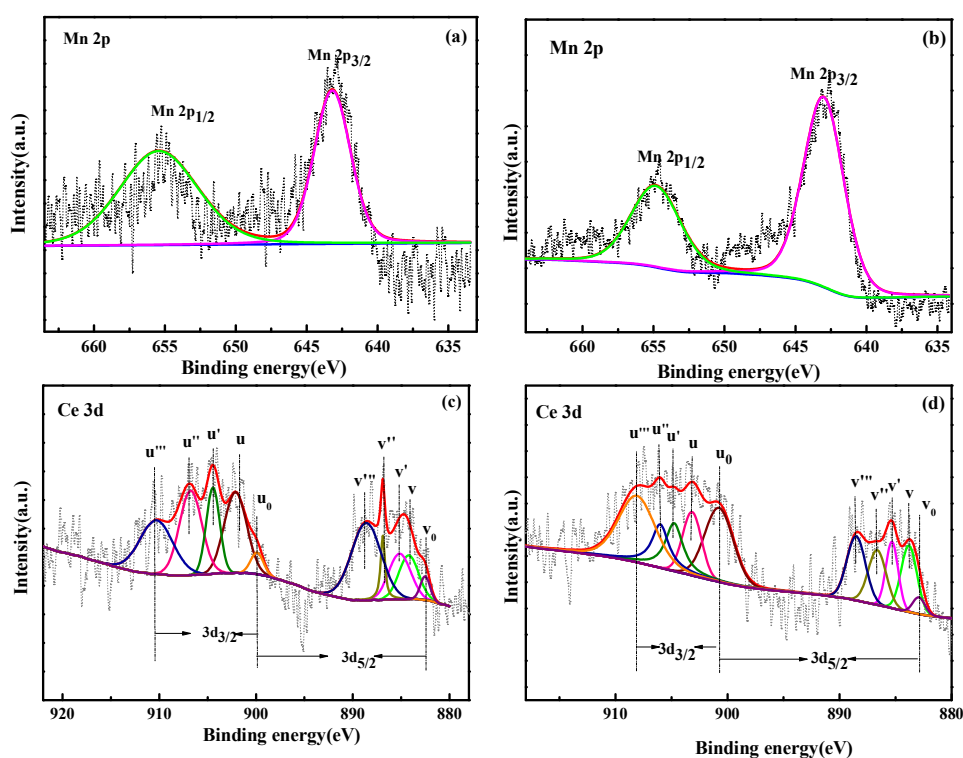 Mn 2p
(a)
Mn 2p3/2
Mn 2p1/2
Intensity(a.u.)
660 655 650 645 640 635
Binding energy(eV)
Mn 2p
(b)
Mn 2p3/2
Mn 2p1/2
Intensity(a.u.)
660 655 650 645 640 635
Binding energy(eV)
Ce 3d
(c)
u''' u'' u' u u0
v''' v'' v' v v0
3d3/2
3d5/2
Intensity(a.u.)
920 910 900 890 880
Binding energy(eV)
Ce 3d
(d)
u''' u'' u' u u0
v''' v'' v' v v0
3d3/2
3d5/2
Intensity(a.u.)
910 900 890 880
Binding energy(eV)